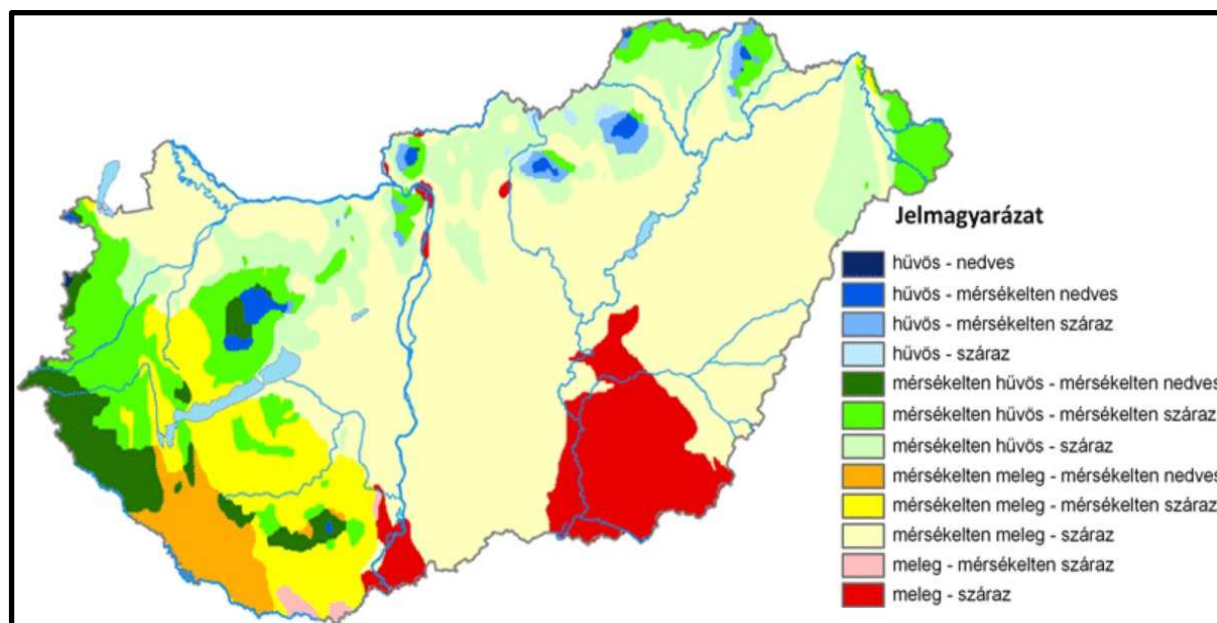 Jelmagyarázat
hűvös - nedves
hűvös - mérsékelten nedves
hűvös - mérsékelten száraz
hűvös - száraz
mérsékelten hűvös - mérsékelten nedves
mérsékelten hűvös - mérsékelten száraz
mérsékelten hűvös - száraz
mérsékelten meleg - mérsékelten nedves
mérsékelten meleg - mérsékelten száraz
mérsékelten meleg - száraz
meleg - mérsékelten száraz
meleg - száraz